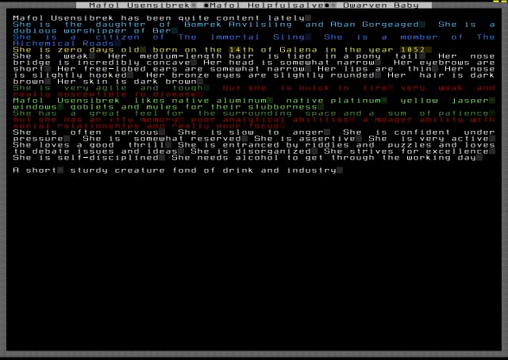 Mafol Usensibrek, "Mafol Helpfulsalve", Dwarven Baby
Mafol Usensibrek has been quite content lately.
She is the daughter of Bomrek Anvilsling and Aban Gorgeaged. She is a
dubious worshipper of Ber.
She is a citizen of The Immortal Sling. She is a member of The
Alchemical Roads.
She is zero days old, born on the 14th of Galena in the year 1052.
She is weak. Her medium-length hair is tied in a pony tail. Her nose
bridge is incredibly concave. Her head is somewhat narrow. Her eyebrows are
short. Her free-lobed ears are somewhat narrow. Her lips are thin. Her nose
is slightly hooked. Her bronze eyes are slightly rounded. Her hair is dark
brown. Her skin is dark brown.
She is very agile and tough, but she is quick to tire, very weak and
really susceptible to disease.
Mafol Usensibrek likes native aluminum, native platinum, yellow jasper,
windows, goblets and myles for their stubborness.
She has a great feel for the surrounding space and a sum of patience,
but she has an iffy memory, poor analytical abilities, a meager ability with
social relationships and really poor focus.
She is often nervous. She is slow to anger. She is confident under
pressure. She is somewhat reserved. She is assertive. She is very active.
She loves a good thrill. She is entranced by riddles and puzzles and loves
to debate issues and ideas. She is disorganized. She strives for excellence.
She is self-disciplined. She needs alcohol to get through the working day.
A short, sturdy creature fond of drink and industry.